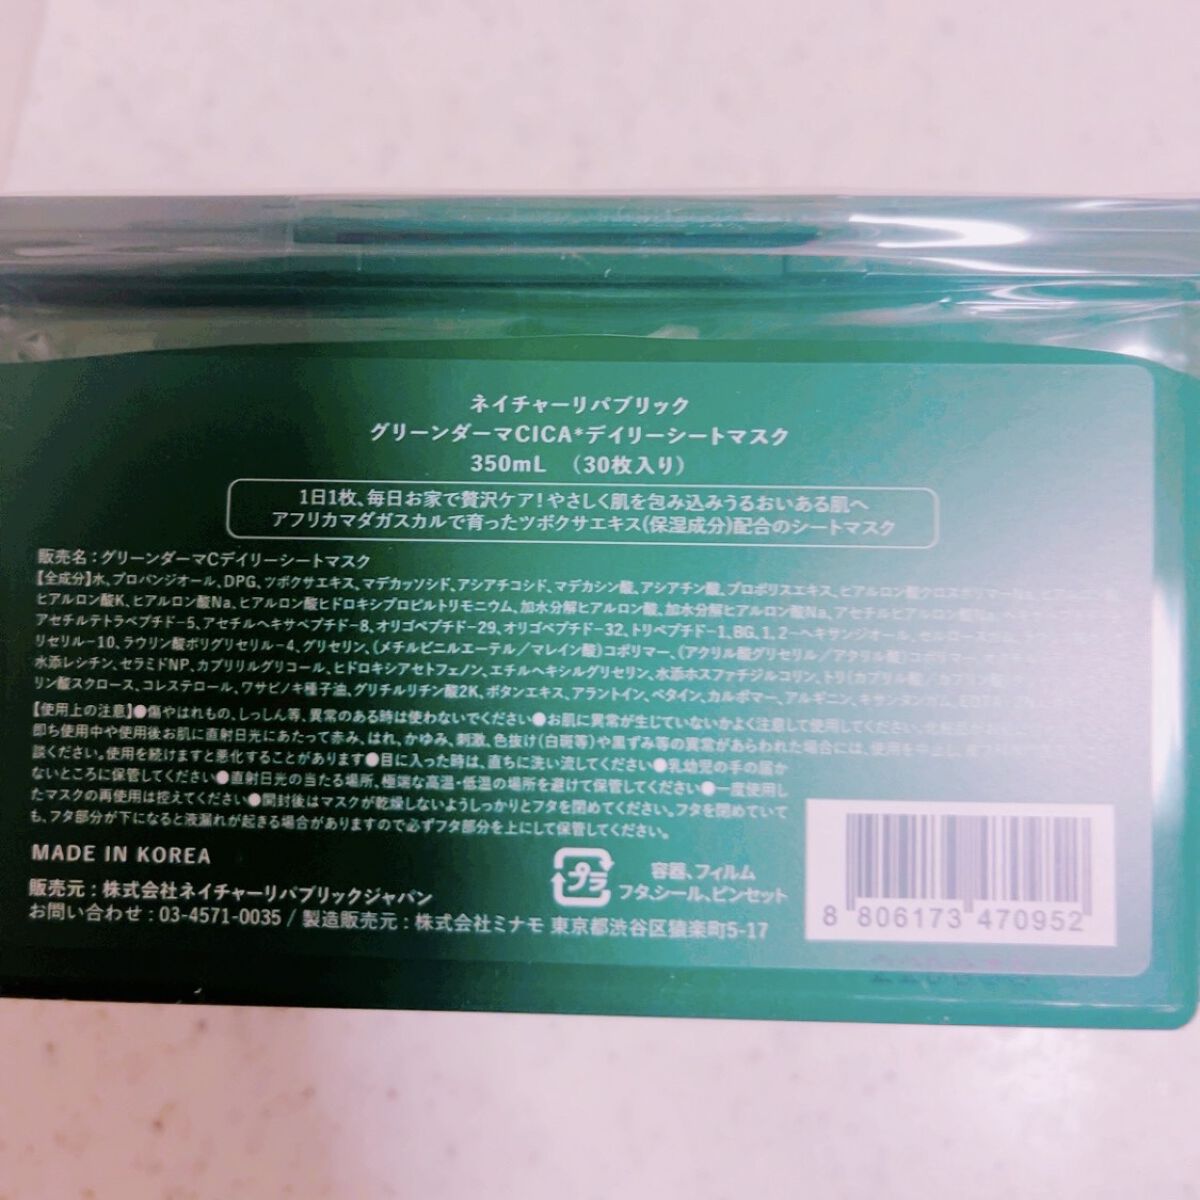 ネイチャーリパブリック
グリーンダーマCICA*デイリーシートマスク
350mL （30枚入り）
1日1枚、毎日お家で贅沢ケア！やさしく肌を包み込みうるおいある肌へ
アフリカマダガスカルで育ったツボクサエキス(保湿成分)配合のシートマスク
販売名：グリーンダーマCデイリーシートマスク
【全成分】水、プロパンジオール、DPG、ツボクサエキス、マデカッソシド、アシアチコシド、マデカシン酸、アシアチン酸、プロポリスエキス、ヒアルロン酸クロスポリマーNa、
ヒアルロン酸K、ヒアルロン酸Na、ヒアルロン酸ヒドロキシプロピルトリモニウム、加水分解ヒアルロン酸、加水分解ヒアルロン酸Na、アセチルヒアルロン酸Na、
アセチルテトラペプチド-5、アセチルヘキサペプチド-8、オリゴペプチド-29、オリゴペプチド-32、トリペプチド-1、BG、1，2-ヘキサンジオール、セルロースガム、
リセリル-10、ラウリン酸ポリグリセリル-4、グリセリン、(メチルビニルエーテル／マレイン酸)コポリマー、(アクリル酸グリセリル／アクリル酸)コポリマー、
水添レシチン、セラミドNP、カプリリルグリコール、ヒドロキシアセトフェノン、エチルヘキシルグリセリン、水添ホスファチジルコリン、トリ(カプリル酸／カプリン酸)
リン酸スクロース、コレステロール、ワサビノキ種子油、グリチルリチン酸2K、ボタンエキス、アラントイン、ベタイン、カルボマー、アルギニン、キサンタンガム、
【使用上の注意】●傷やはれもの、しっしん等、異常のある時は使わないでください●お肌に異常が生じていないかよく注意して使用してください。
即ち使用中や使用後お肌に直射日光にあたって赤み、はれ、かゆみ、刺激、色抜け(白斑等)や黒ずみ等の異常があらわれた場合には、使用を中止し、
談ください。使用を続けますと悪化することがあります●目に入った時は、直ちに洗い流してください●乳幼児の手の届か
ないところに保管してください●直射日光の当たる場所、極端な高温・低温の場所を避けて保管してください●一度使用し
たマスクの再使用は控えてください●開封後はマスクが乾燥しないようしっかりとフタを閉めてください。フタを閉めていて
も、フタ部分が下になると液漏れが起きる場合がありますので必ずフタ部分を上にして保管してください。
MADE IN KOREA
販売元：株式会社ネイチャーリパブリックジャパン
お問い合わせ：03-4571-0035 / 製造販売元：株式会社ミナモ 東京都渋谷区猿楽町5-17
プラ
容器、フィルム
フタ、シール、ピンセット
8 806173 470952